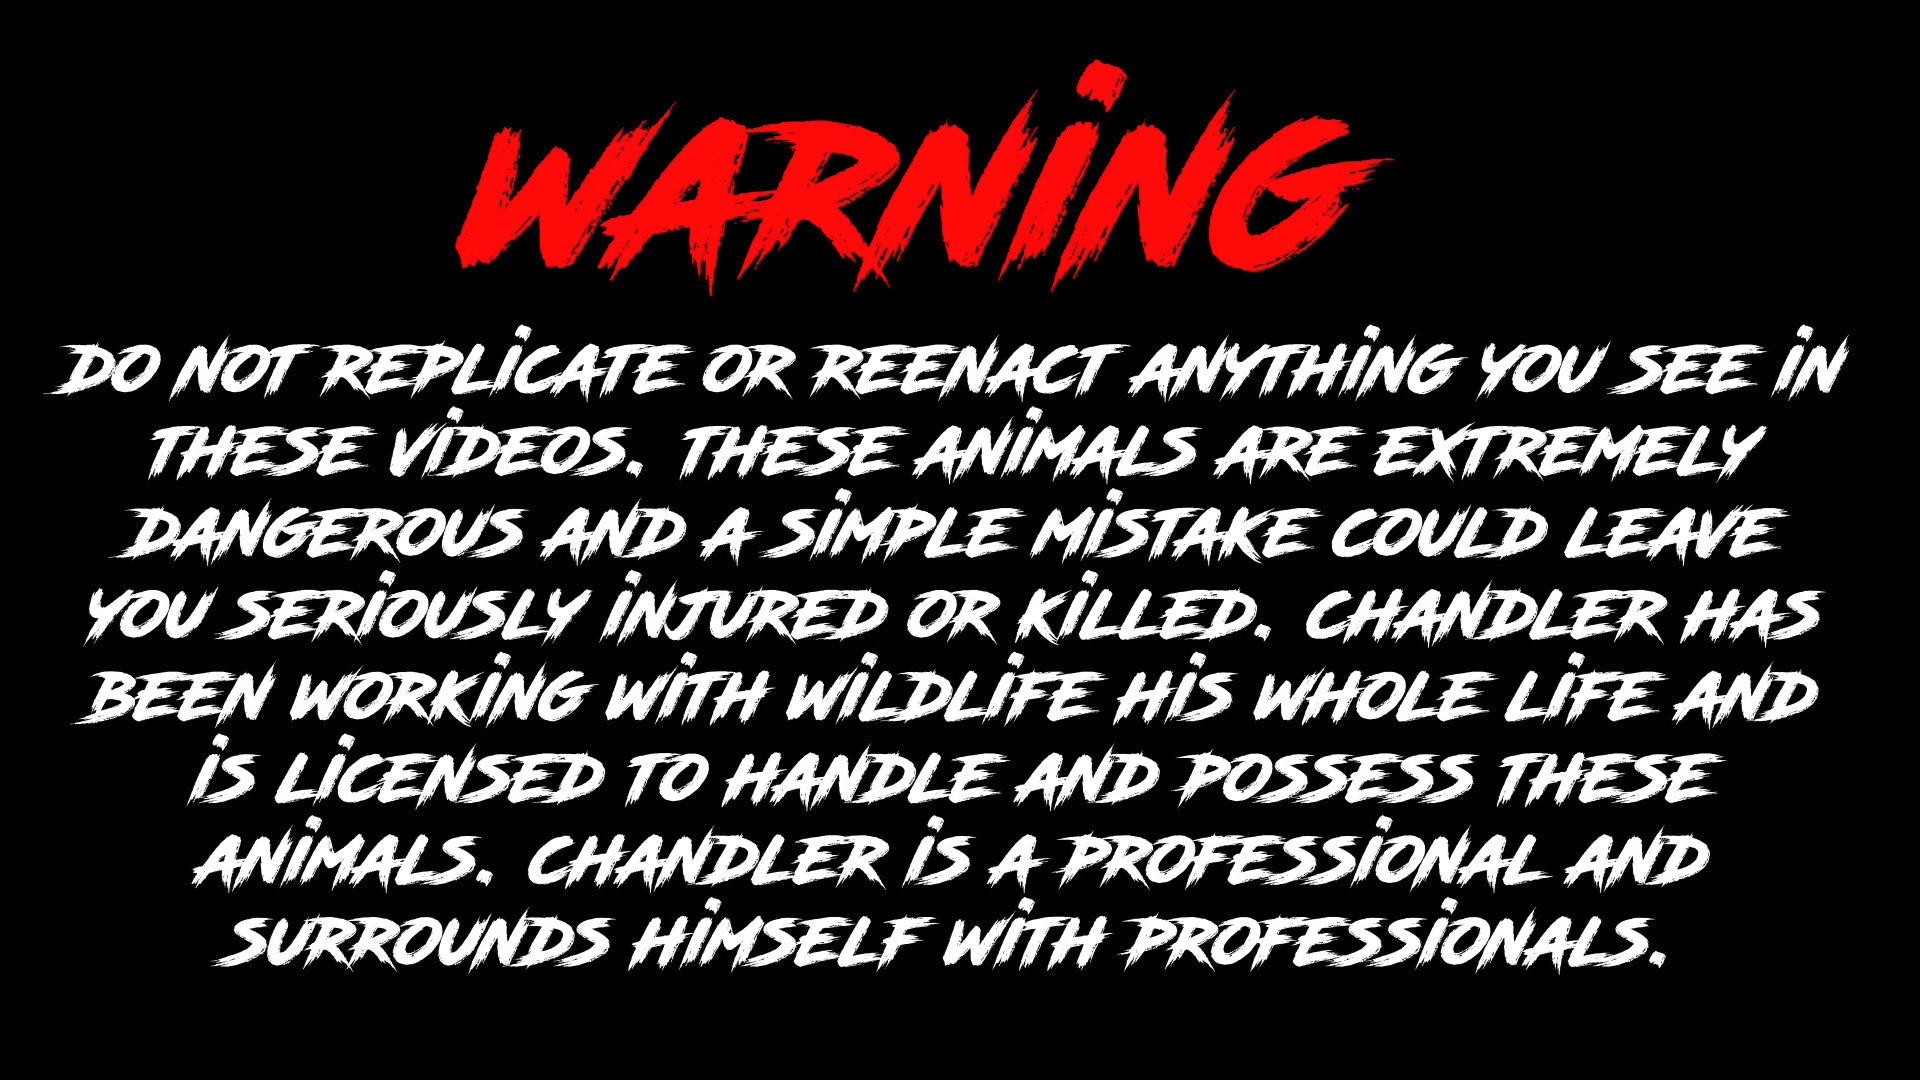 WARNING
DO NOT REPLICATE OR REENACT ANYTHING YOU SEE IN
THESE VIDEOS. THESE ANIMALS ARE EXTREMELY
DANGEROUS AND A SIMPLE MISTAKE COULD LEAVE
YOU SERIOUSLY INJURED OR KILLED. CHANDLER HAS
BEEN WORKING WITH WILDLIFE HIS WHOLE LIFE AND
IS LICENSED TO HANDLE AND POSSESS THESE
ANIMALS. CHANDLER IS A PROFESSIONAL AND
SURROUNDS HIMSELF WITH PROFESSIONALS.